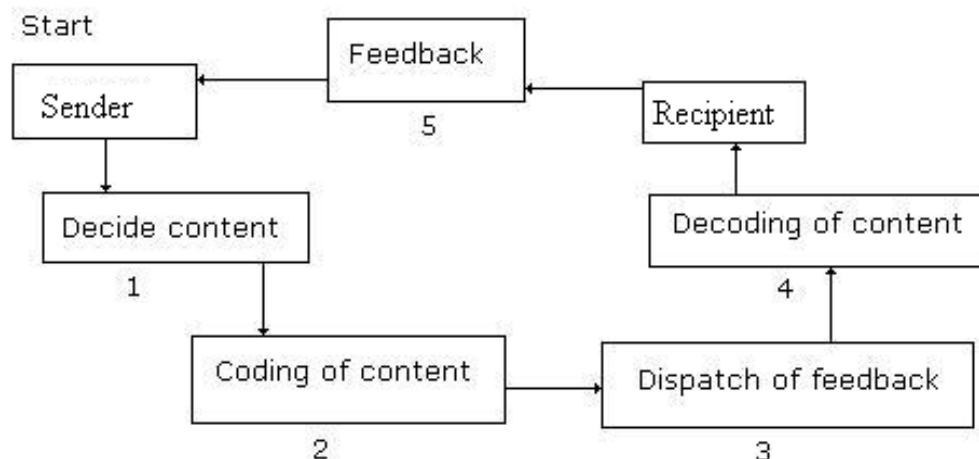 Start
Feedback
Sender
5
Recipient
Decide content
Decoding of content
1
4
Coding of content
Dispatch of feedback
2
3